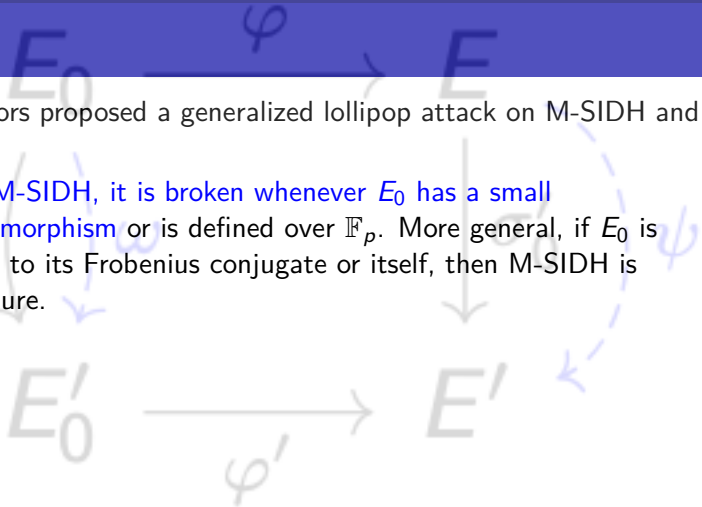 φ
E₀ E
ors proposed a generalized lollipop attack on M-SIDH and
M-SIDH, it is broken whenever E₀ has a small
morphism or is defined over 𝔽ₚ. More general, if E₀ is
ω σ₀′ ψ
to its Frobenius conjugate or itself, then M-SIDH is
ure.
E₀′ E′
φ′